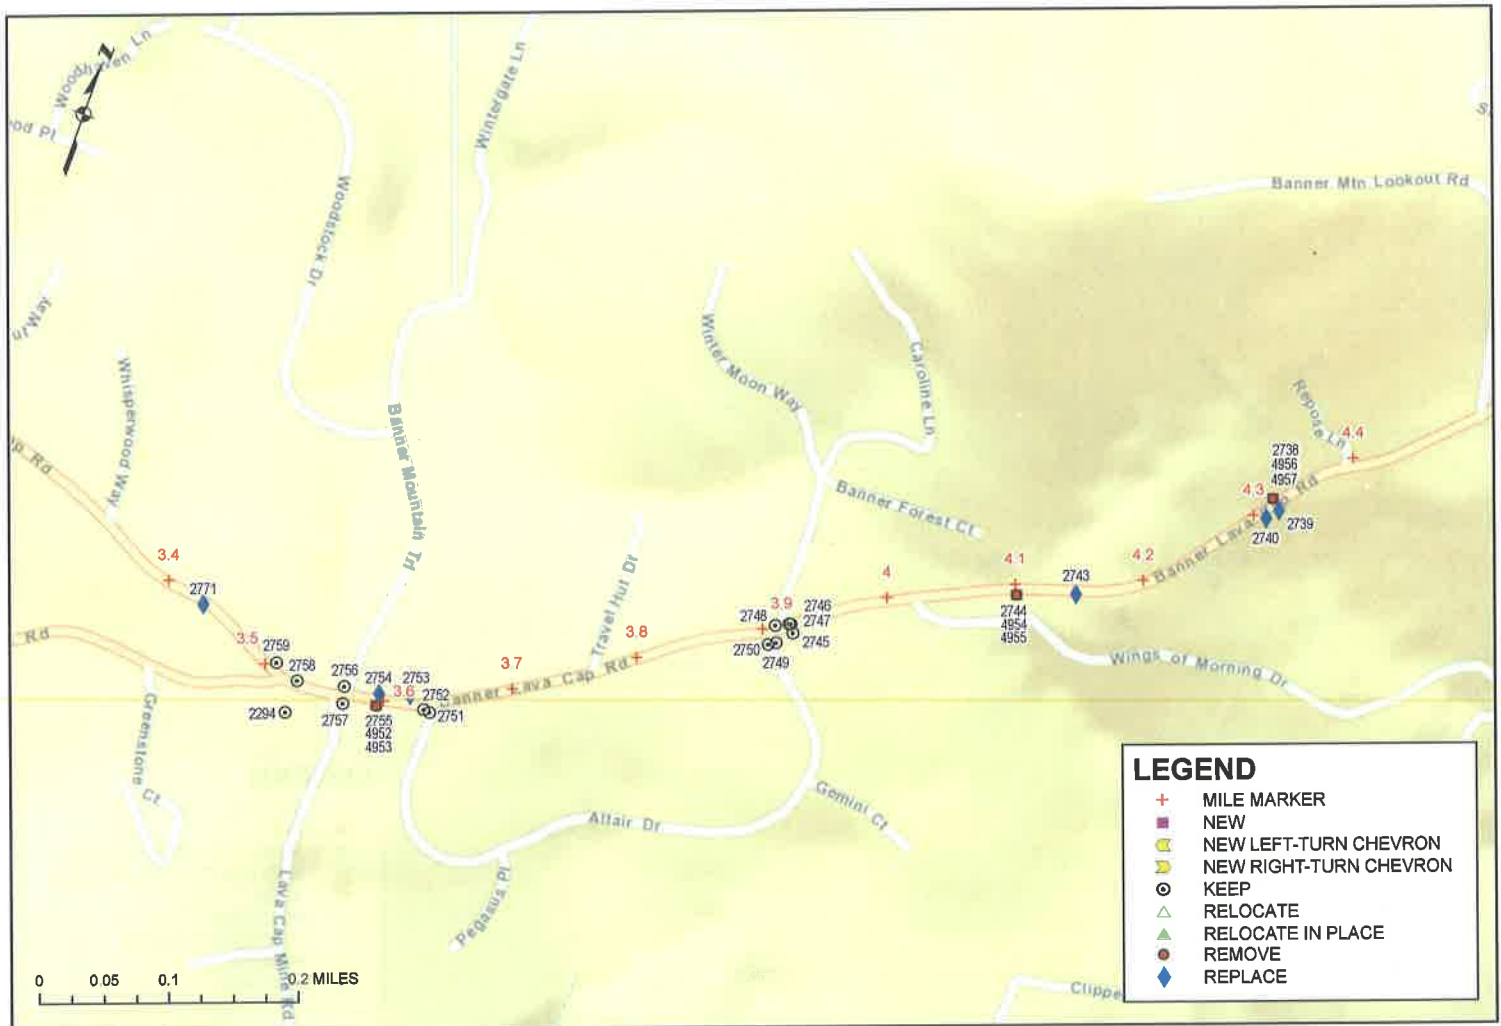 Woodhaven Ln
od Pl
Z
Woodstock Dr
Wintergate Ln
Banner Mtn Lookout Rd
ur Way
Whisperwood Way
Banner Mountain Trl
Winter Moon Way
Caroline Ln
Repose Ln
4.4
p Rd
2738
4956
4957
4.3
Banner Forest Ct
Banner Lava Cap Rd
2739
2740
3.4
2771
4
4.1
2743
4.2
Travel Hut Dr
3.9
2746
2747
2748
2745
2750
2749
2744
4954
4955
Rd
3.5
2759
2758
2756
2754
2753
3.6
2752
2751
3.7
3.8
Banner Lava Cap Rd
Wings of Morning Dr
2294
2757
2755
4952
4953
Greenstone Ct
Altair Dr
Gemini Ct
Pegasus Pl
Lava Cap Mine Rd
Clippe
0 0.05 0.1 0.2 MILES
LEGEND
MILE MARKER
NEW
NEW LEFT-TURN CHEVRON
NEW RIGHT-TURN CHEVRON
KEEP
RELOCATE
RELOCATE IN PLACE
REMOVE
REPLACE